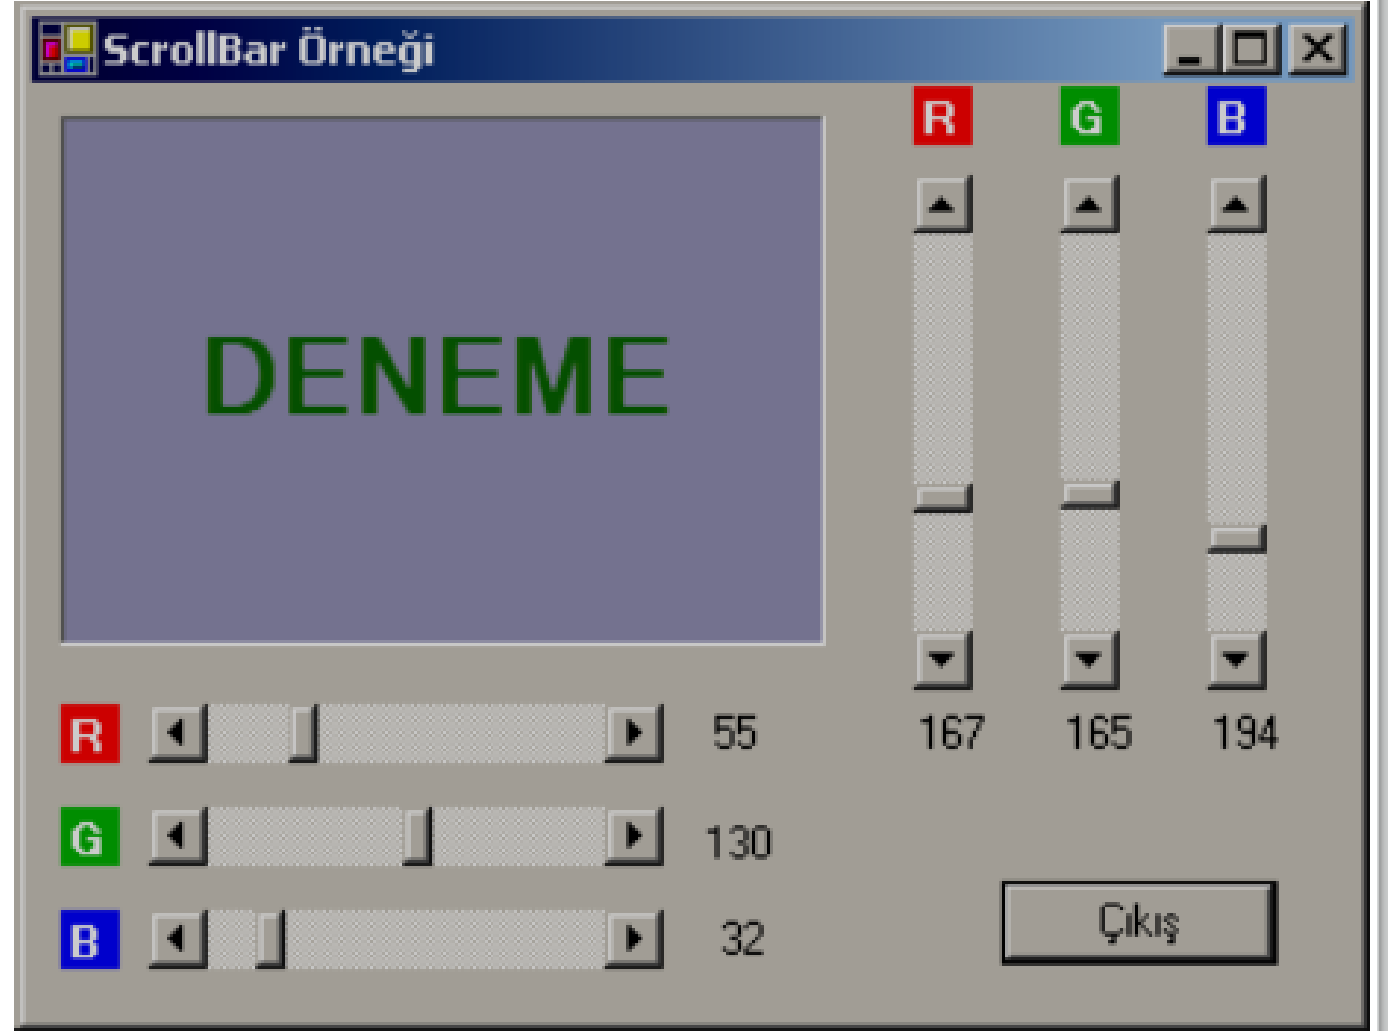 ScrollBar Örneği
R G B
DENEME
167 165 194
R 55
G 130
B 32
Çıkış